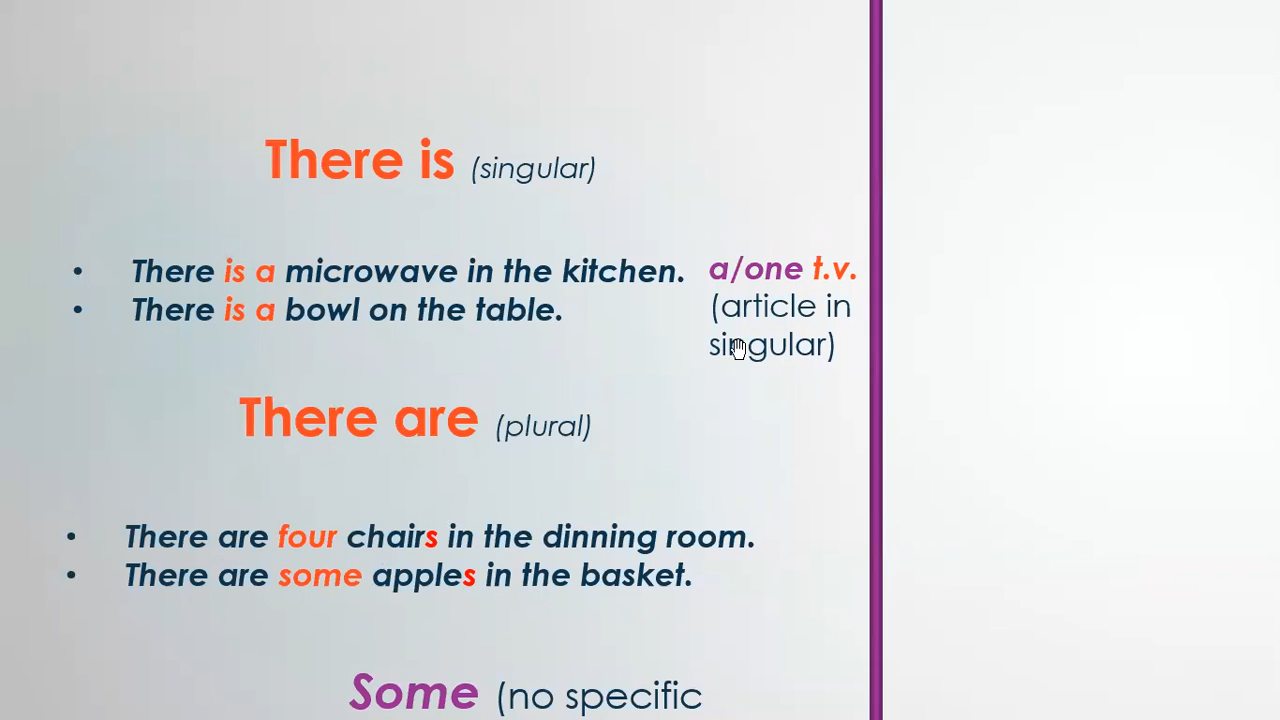 There is (singular)
• There is a microwave in the kitchen.
• There is a bowl on the table.
a/one t.v.
(article in
singular)
There are (plural)
• There are four chairs in the dinning room.
• There are some apples in the basket.
Some (no specific